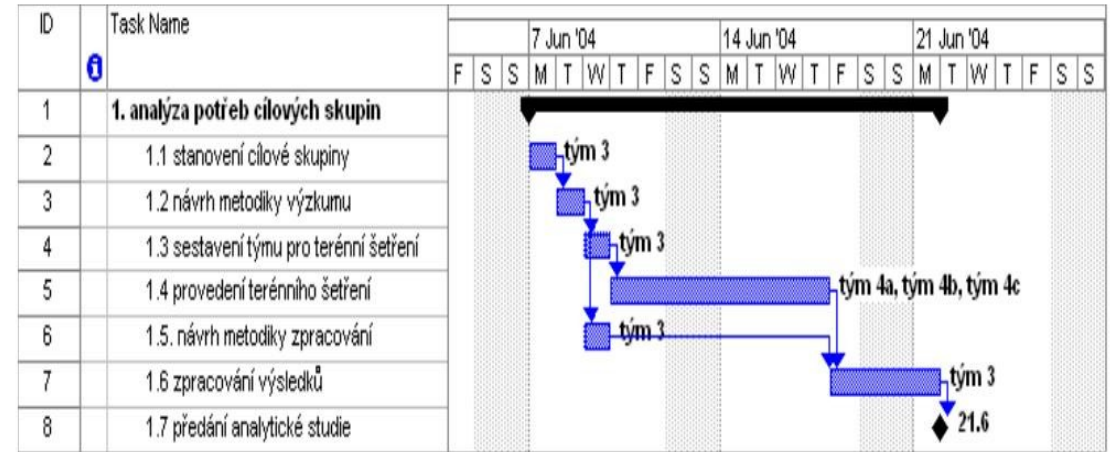 ID Task Name
7 Jun '04 14 Jun '04 21 Jun '04
F S S M T W T F S S M T W T F S S M T W T F S S
1 1. analýza potřeb cílových skupin
2 1.1 stanovení cílové skupiny tým 3
3 1.2 návrh metodiky výzkumu tým 3
4 1.3 sestavení týmu pro terénní šetření tým 3
5 1.4 provedení terénního šetření tým 4a, tým 4b, tým 4c
6 1.5. návrh metodiky zpracování tým 3
7 1.6 zpracování výsledků tým 3
8 1.7 předání analytické studie 21.6